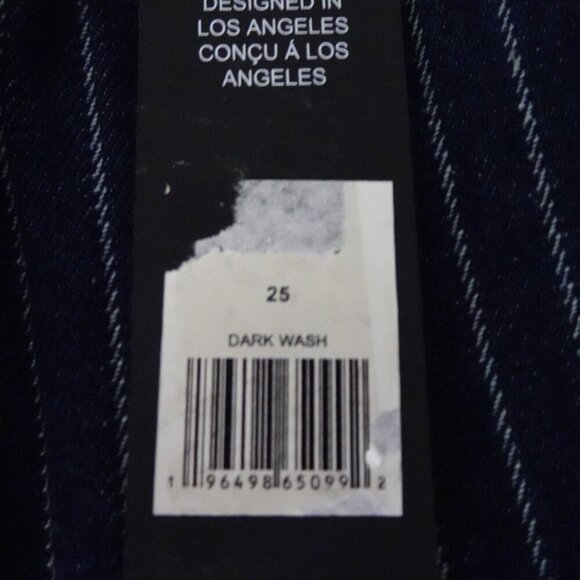 DESIGNED IN
LOS ANGELES
CONÇU Á LOS
ANGELES
25
DARK WASH
1 96498 65099 2